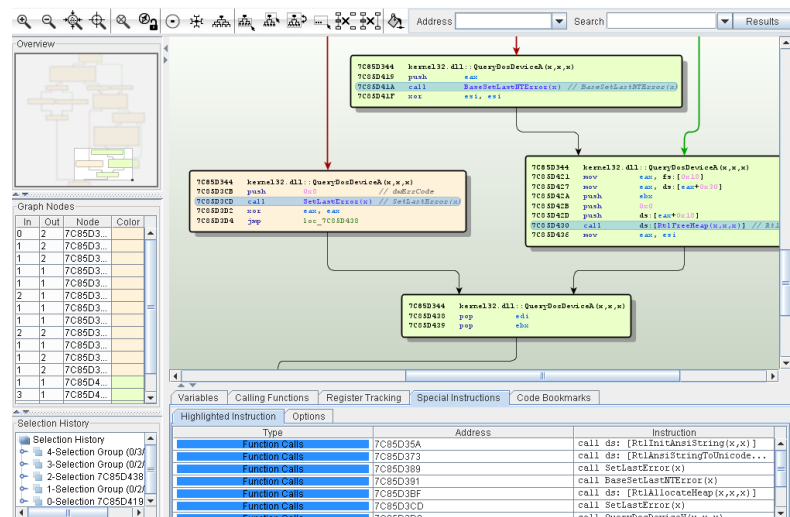 Address
Search
Results
Overview
7C85D344 kernel32.dll::QueryDosDeviceA(x,x,x)
7C85D419 push eax
7C85D41A call BaseSetLastNTError(x) // BaseSetLastNTError(x)
7C85D41F xor esi, esi
7C85D344 kernel32.dll::QueryDosDeviceA(x,x,x)
7C85D3CB push 0x0 // dwErrCode
7C85D3CD call SetLastError(x) // SetLastError(x)
7C85D3D2 xor eax, eax
7C85D3D4 jmp loc_7C85D438
7C85D344 kernel32.dll::QueryDosDeviceA(x,x,x)
7C85D421 mov eax, fs:[0x18]
7C85D427 mov eax, ds:[eax+0x30]
7C85D42A push ebx
7C85D42B push 0x0
7C85D42D push ds:[eax+0x18]
7C85D430 call ds:[RtlFreeHeap(x,x,x)] // Rtl
7C85D436 mov eax, esi
7C85D344 kernel32.dll::QueryDosDeviceA(x,x,x)
7C85D438 pop edi
7C85D439 pop ebx
Graph Nodes
In Out Node Color
0 2 7C85D3...
1 2 7C85D3...
1 2 7C85D3...
1 1 7C85D3...
1 2 7C85D3...
2 1 7C85D3...
1 1 7C85D3...
1 1 7C85D3...
2 2 7C85D3...
1 2 7C85D3...
1 1 7C85D3...
1 1 7C85D4...
3 1 7C85D4...
Selection History
Selection History
4-Selection Group (0/3/
3-Selection Group (0/2/
2-Selection 7C85D438
1-Selection Group (0/2/
0-Selection 7C85D419
Variables Calling Functions Register Tracking Special Instructions Code Bookmarks
Highlighted Instruction Options
Type Address Instruction
Function Calls 7C85D35A call ds: [RtlInitAnsiString(x,x)]
Function Calls 7C85D373 call ds: [RtlAnsiStringToUnicode...
Function Calls 7C85D389 call SetLastError(x)
Function Calls 7C85D391 call BaseSetLastNTError(x)
Function Calls 7C85D3BF call ds: [RtlAllocateHeap(x,x,x)]
Function Calls 7C85D3CD call SetLastError(x)